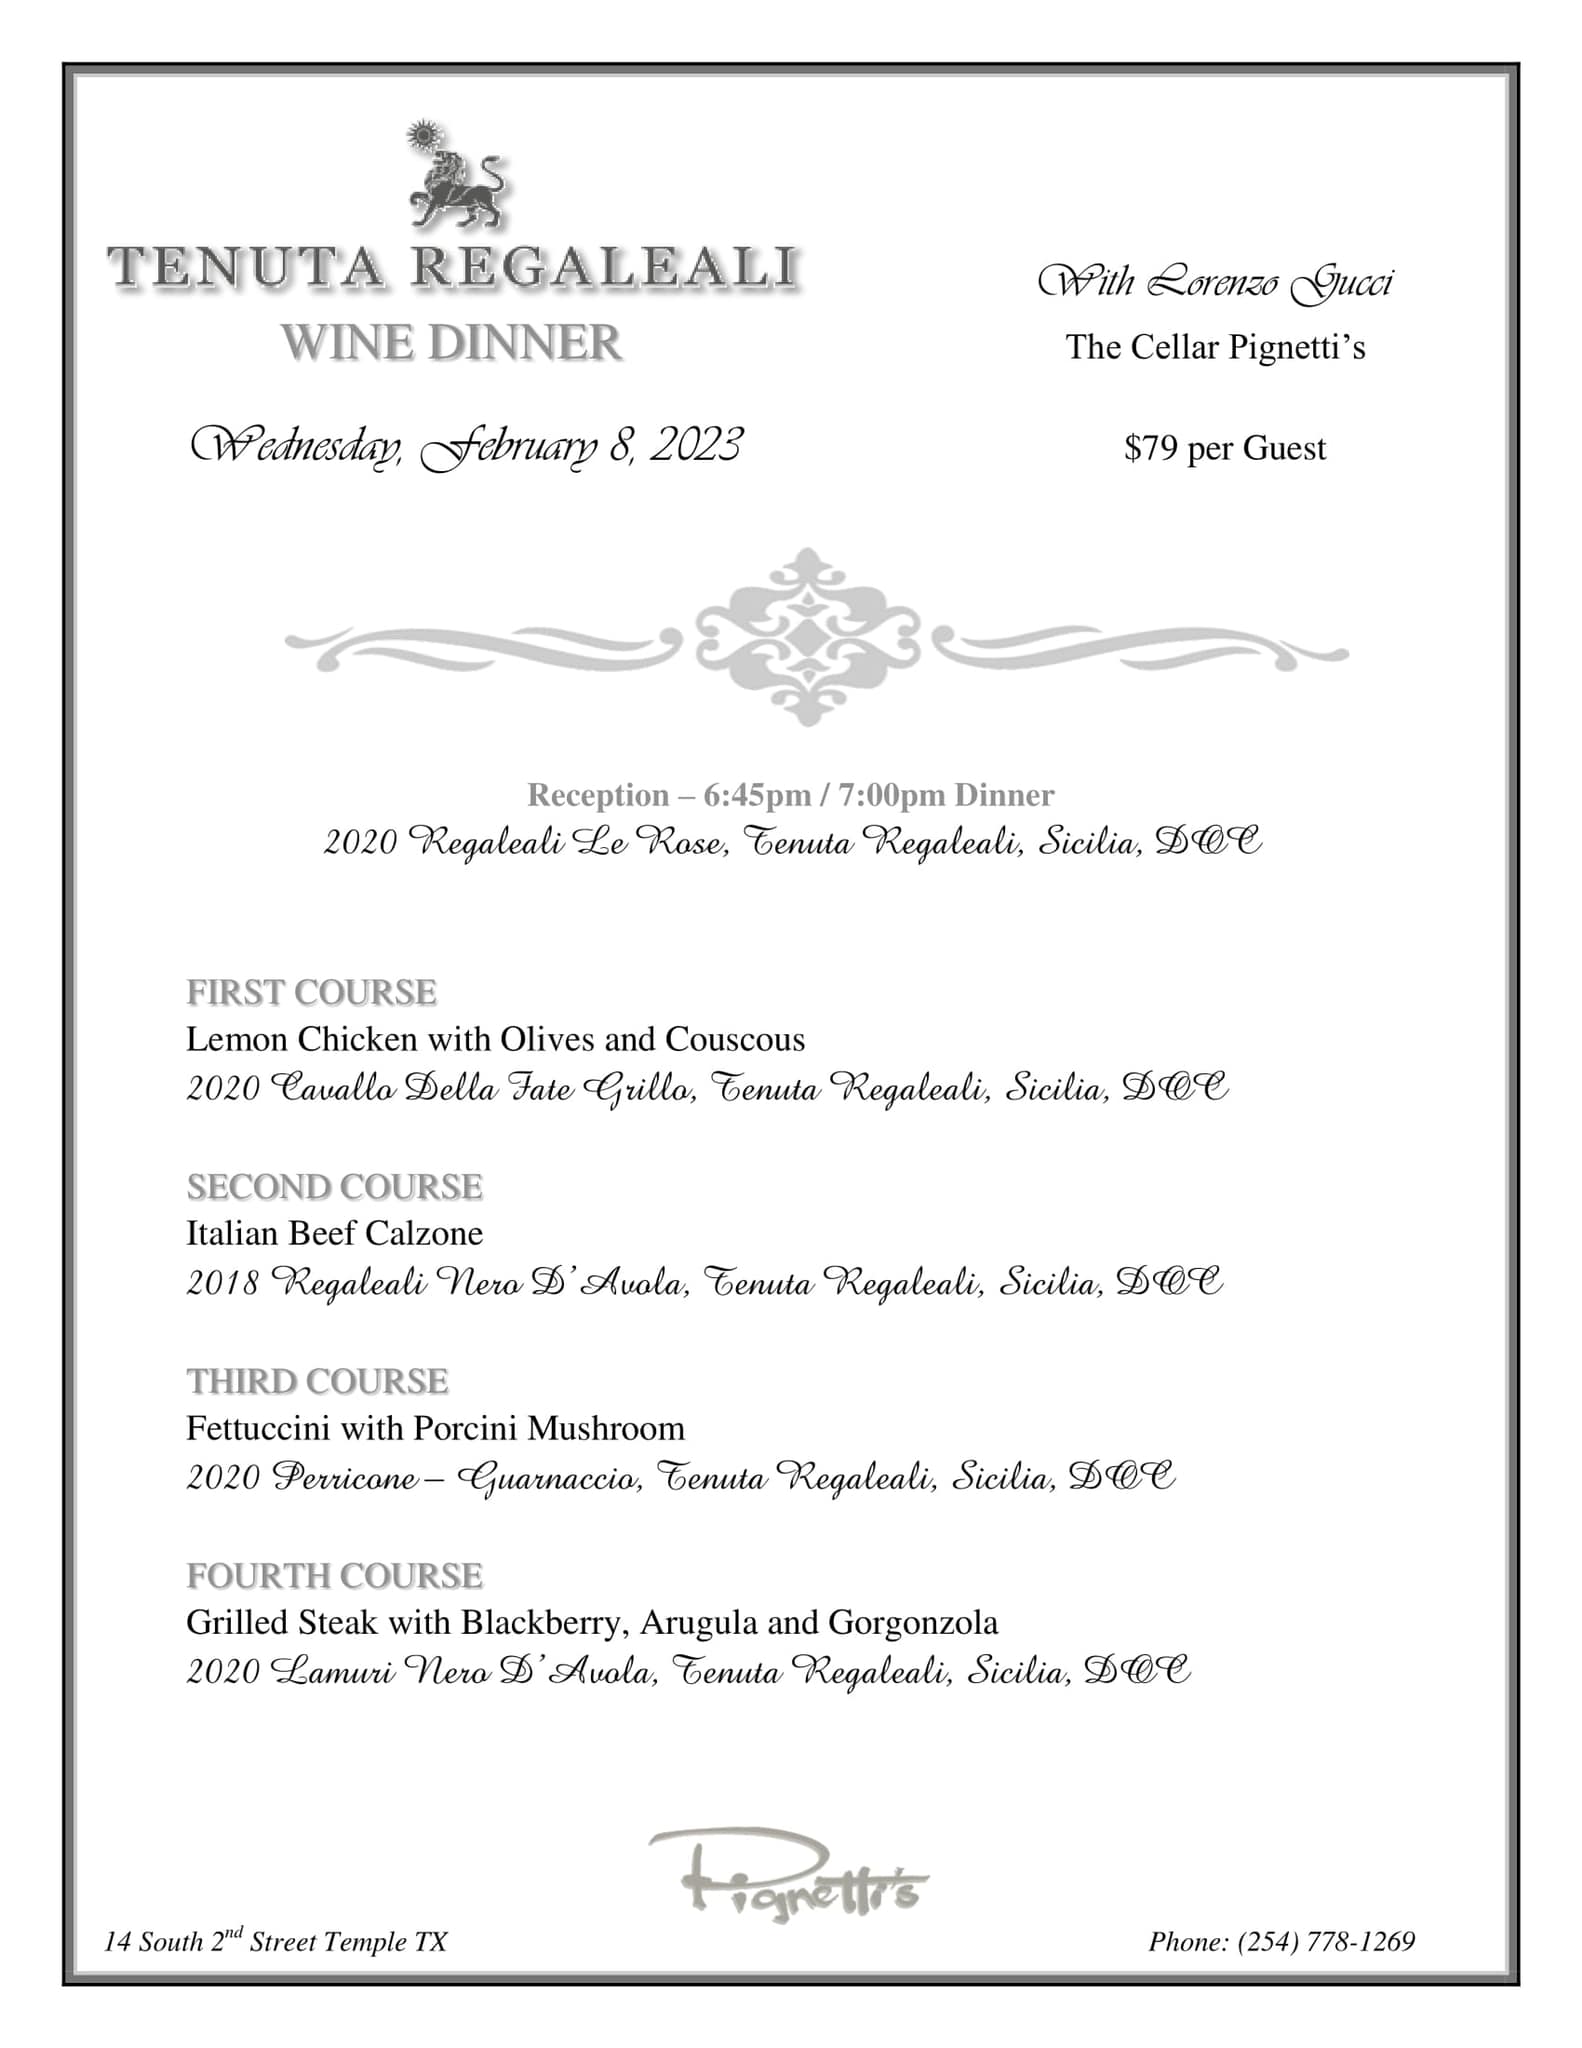 TENUTA REGALEALI
WINE DINNER
With Lorenzo Gucci
The Cellar Pignetti’s
Wednesday, February 8, 2023
$79 per Guest
Reception – 6:45pm / 7:00pm Dinner
2020 Regaleali Le Rose, Tenuta Regaleali, Sicilia, DOC
FIRST COURSE
Lemon Chicken with Olives and Couscous
2020 Cavallo Della Fate Grillo, Tenuta Regaleali, Sicilia, DOC
SECOND COURSE
Italian Beef Calzone
2018 Regaleali Nero D’Avola, Tenuta Regaleali, Sicilia, DOC
THIRD COURSE
Fettuccini with Porcini Mushroom
2020 Perricone – Guarnaccio, Tenuta Regaleali, Sicilia, DOC
FOURTH COURSE
Grilled Steak with Blackberry, Arugula and Gorgonzola
2020 Lamuri Nero D’Avola, Tenuta Regaleali, Sicilia, DOC
Pignetti's
14 South 2nd Street Temple TX
Phone: (254) 778-1269